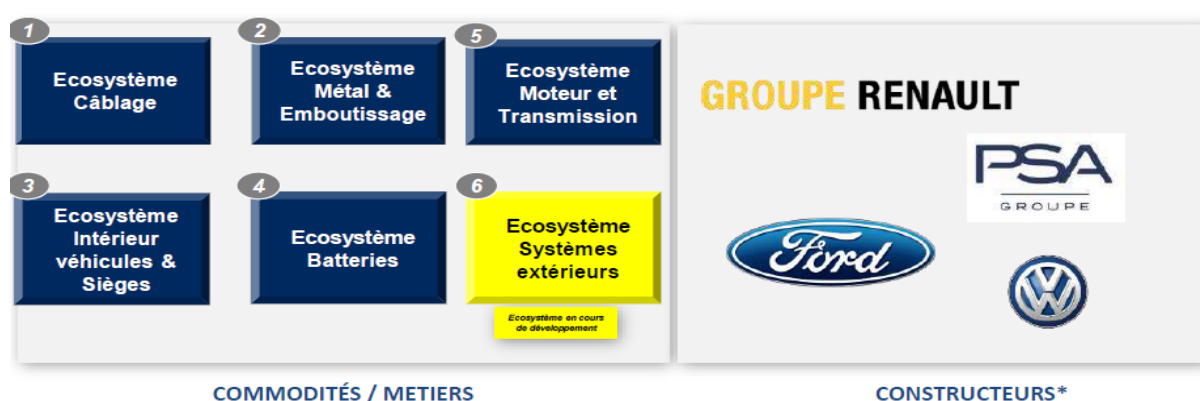 1
Ecosystème
Câblage
2
Ecosystème
Métal &
Emboutissage
5
Ecosystème
Moteur et
Transmission
3
Ecosystème
Intérieur
véhicules &
Sièges
4
Ecosystème
Batteries
6
Ecosystème
Systèmes
extérieurs
Ecosystème en cours
de développement
GROUPE RENAULT
PSA
GROUPE
Ford
VW
COMMODITÉS / METIERS
CONSTRUCTEURS*